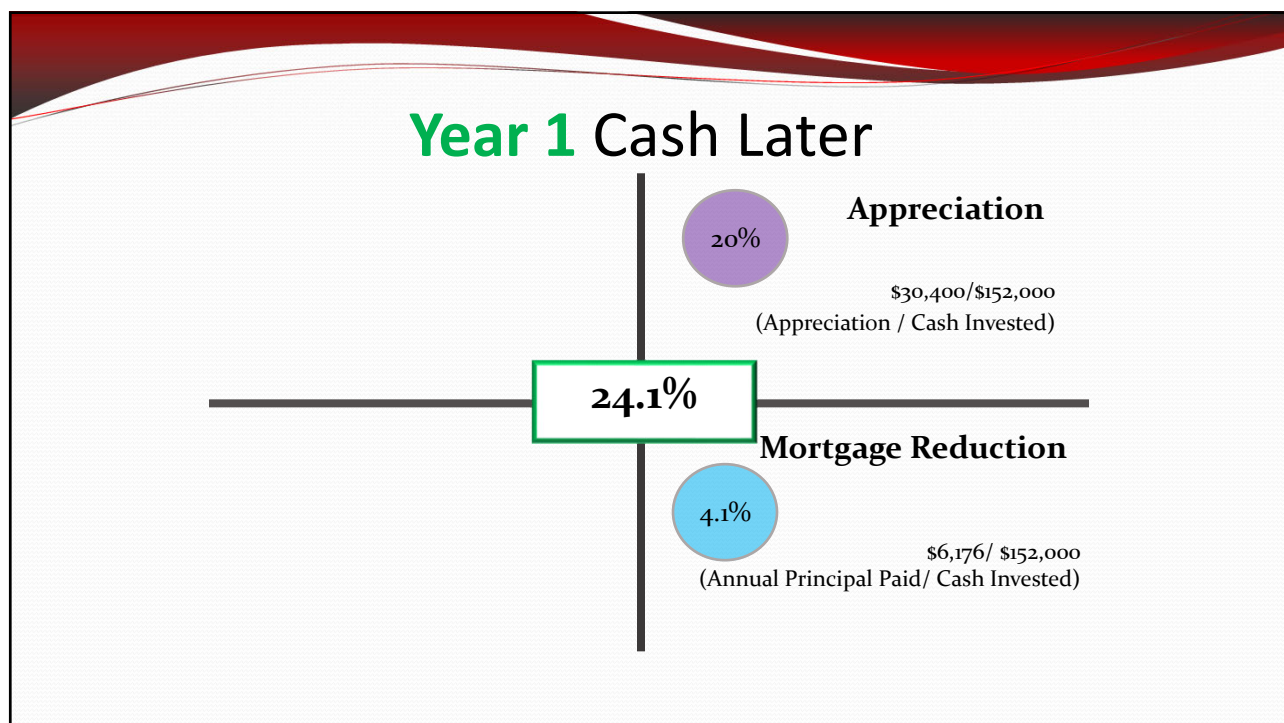 Year 1 Cash Later
Appreciation
20%
$30,400/$152,000
(Appreciation / Cash Invested)
24.1%
Mortgage Reduction
4.1%
$6,176/ $152,000
(Annual Principal Paid/ Cash Invested)